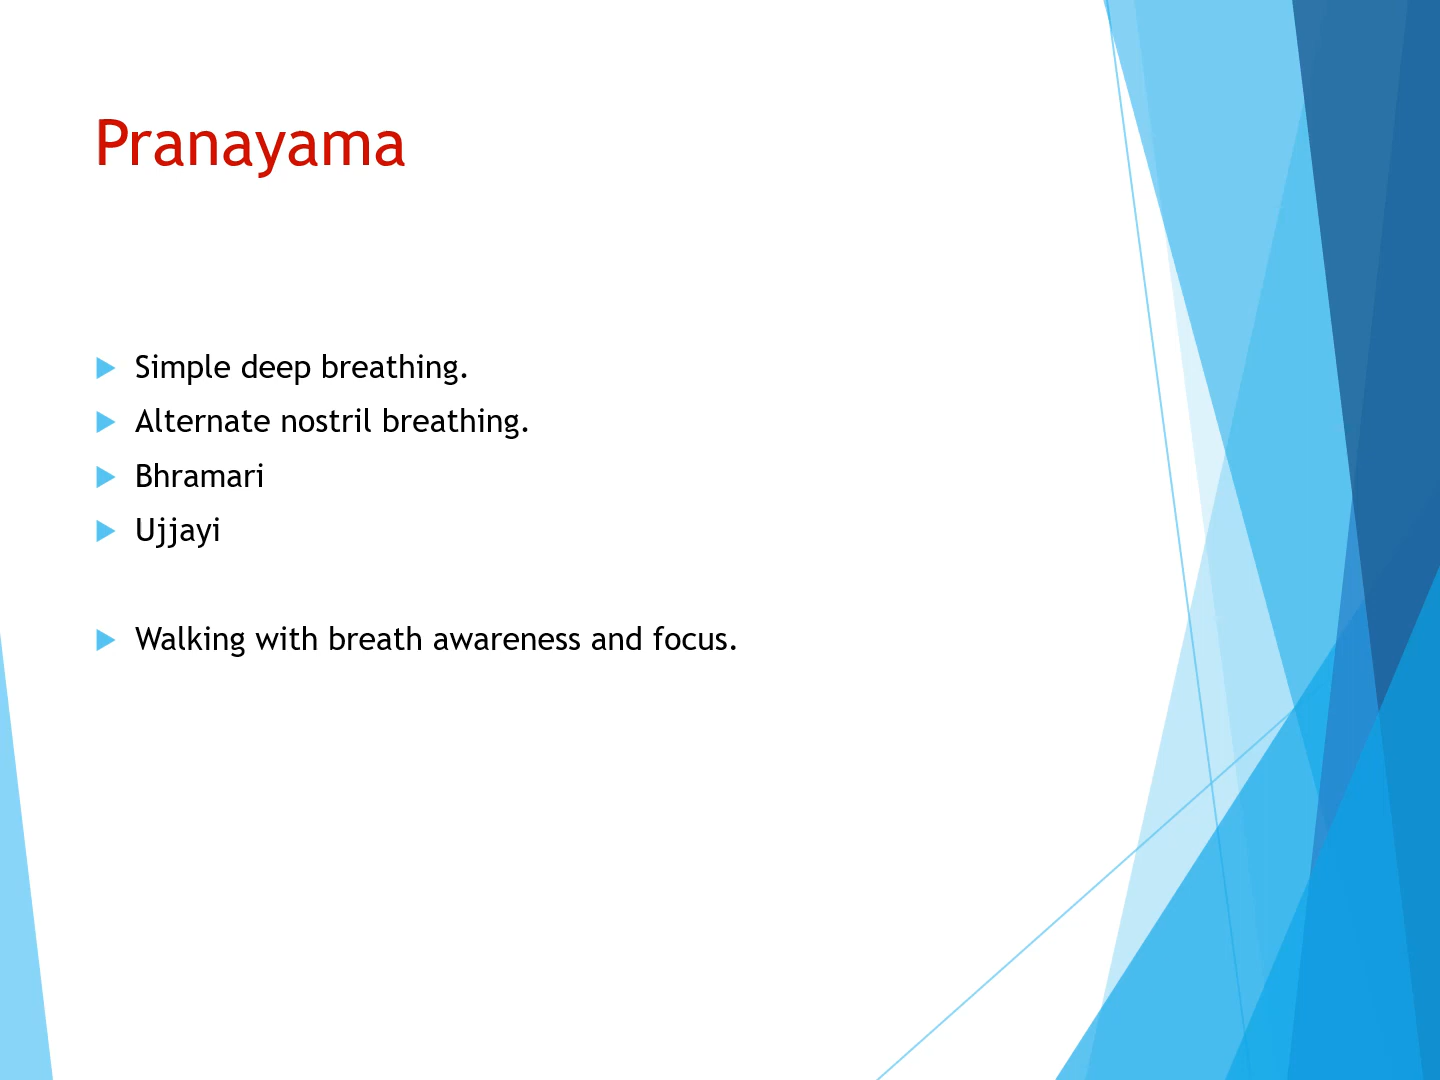 Pranayama
Simple deep breathing.
Alternate nostril breathing.
Bhramari
Ujjayi
Walking with breath awareness and focus.